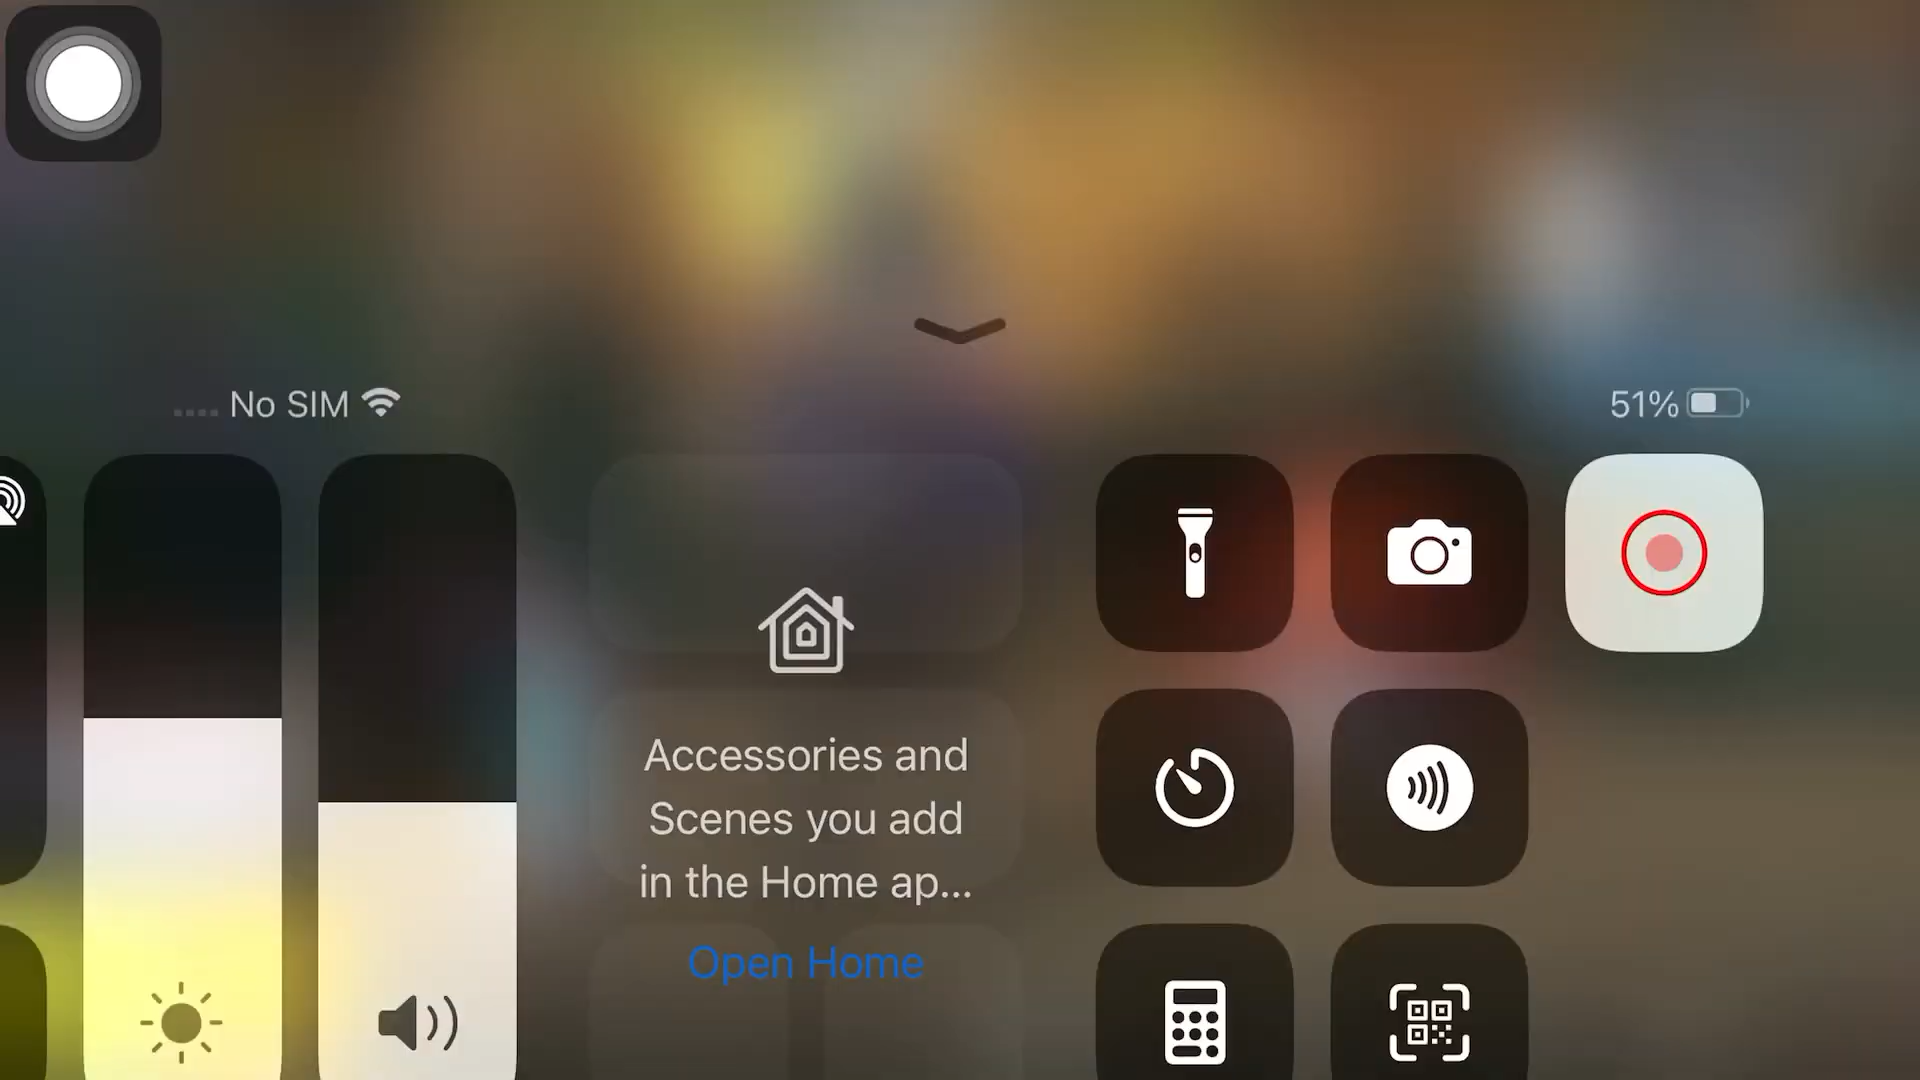 No SIM
51%
Accessories and
Scenes you add
in the Home ap...
Open Home